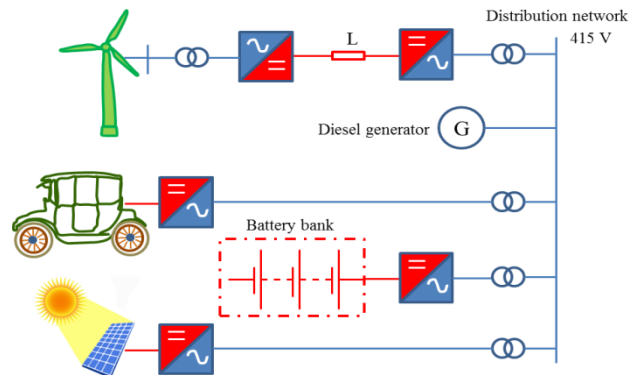 Distribution network
415 V
L
Diesel generator
G
Battery bank